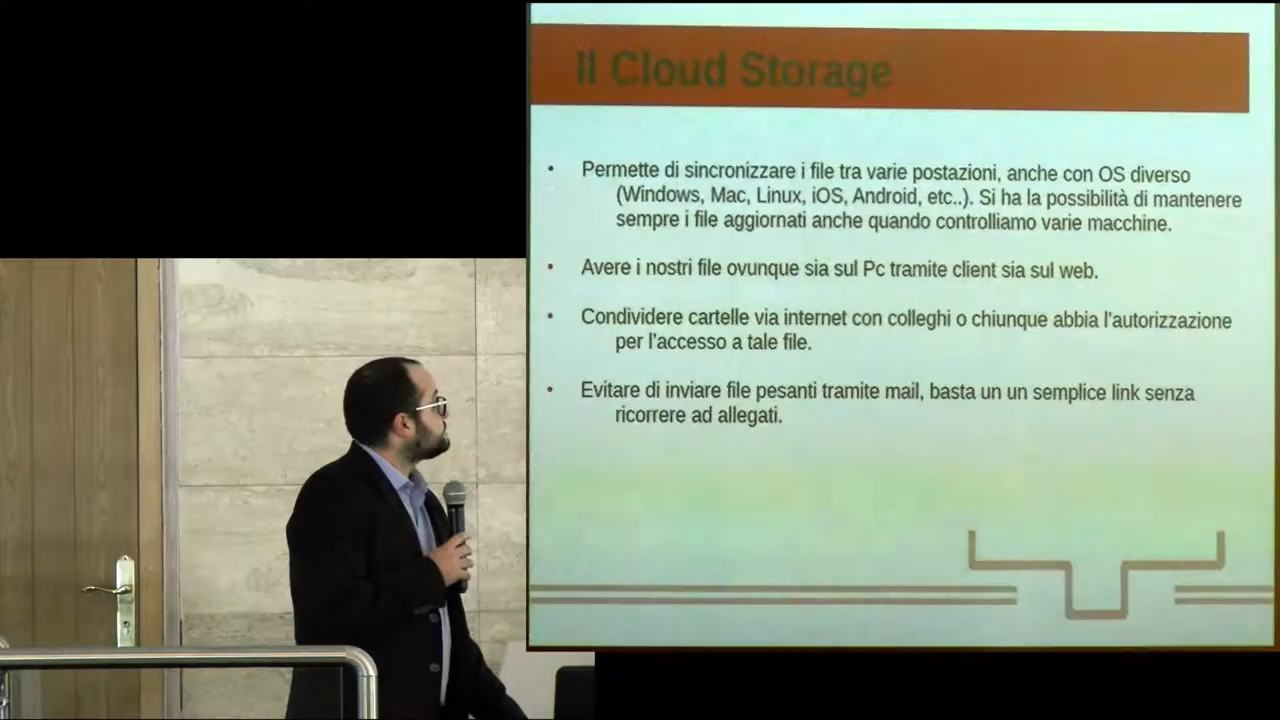 Il Cloud Storage
• Permette di sincronizzare i file tra varie postazioni, anche con OS diverso
(Windows, Mac, Linux, iOS, Android, etc..). Si ha la possibilità di mantenere
sempre i file aggiornati anche quando controlliamo varie macchine.
• Avere i nostri file ovunque sia sul Pc tramite client sia sul web.
• Condividere cartelle via internet con colleghi o chiunque abbia l'autorizzazione
per l'accesso a tale file.
• Evitare di inviare file pesanti tramite mail, basta un un semplice link senza
ricorrere ad allegati.